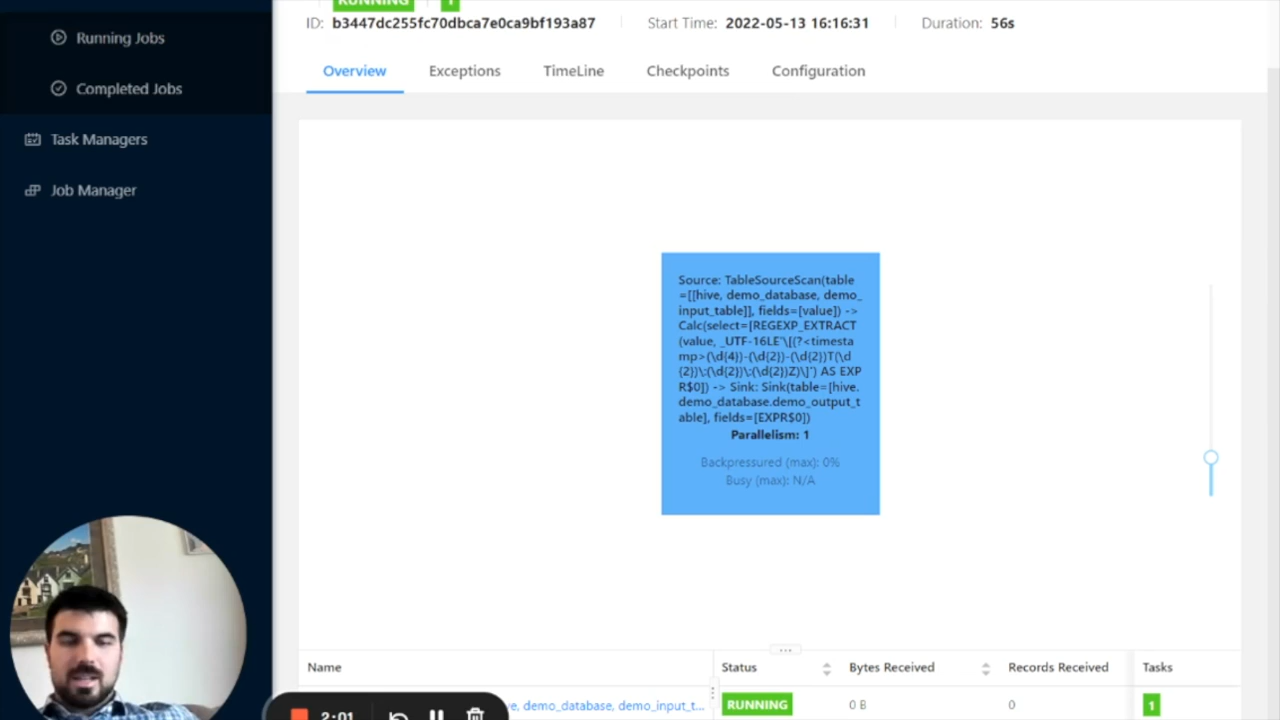 RUNNING 1
ID: b3447dc255fc70dbca7e0ca9bf193a87 Start Time: 2022-05-13 16:16:31 Duration: 56s
Running Jobs
Completed Jobs
Task Managers
Job Manager
Overview Exceptions TimeLine Checkpoints Configuration
Source: TableSourceScan(table
=[[hive, demo_database, demo_
input_table]], fields=[value]) ->
Calc(select=[REGEXP_EXTRACT
(value, _UTF-16LE'\[(?<timesta
mp>(\d{4})-(\d{2})-(\d{2})T(\d
{2})\:(\d{2})\:(\d{2})Z)\]') AS EXP
R$0]) -> Sink: Sink(table=[hive.
demo_database.demo_output_t
able], fields=[EXPR$0])
Parallelism: 1
Backpressured (max): 0%
Busy (max): N/A
Name Status Bytes Received Records Received Tasks
ve, demo_database, demo_input_t... RUNNING 0 B 0 1
2:01